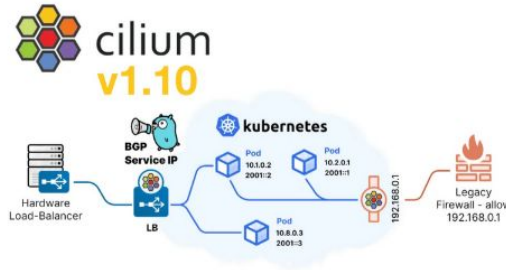 cilium
v1.10
kubernetes
BGP
Service IP
Pod
10.1.0.2
2001::2
Pod
10.2.0.1
2001::1
192.168.0.1
Hardware
Load-Balancer
LB
Pod
10.8.0.3
2001::3
Legacy
Firewall - allow
192.168.0.1